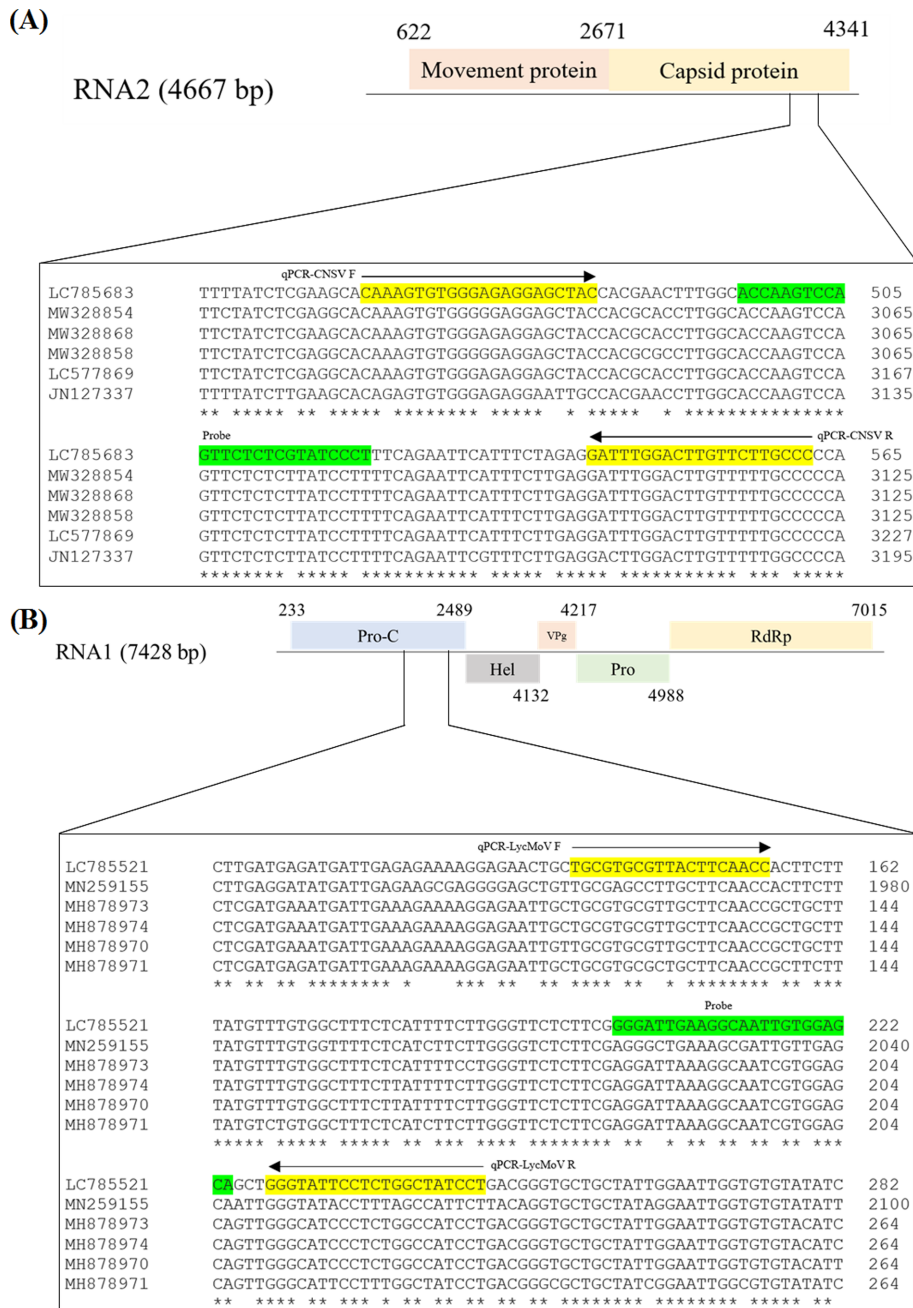 (A)
622 2671 4341
Movement protein Capsid protein
RNA2 (4667 bp)
qPCR-CNSV F
LC785683 TTTTATCTCGAAGCACAAAGTGTGGGAGAGGAGCTACCACGAACTTTGGCACCAAGTCCA 505
MW328854 TTCTATCTCGAGGCACAAAGTGTGGGGGAGGAGCTACCACGCACCTTGGCACCAAGTCCA 3065
MW328868 TTCTATCTCGAGGCACAAAGTGTGGGGGAGGAGCTACCACGCACCTTGGCACCAAGTCCA 3065
MW328858 TTCTATCTCGAGGCACAAAGTGTGGGGGAGGAGCTACCACGCGCCTTGGCACCAAGTCCA 3065
LC577869 TTCTATCTCGAGGCACAAAGTGTGGGAGAGGAGCTACCACGCACCTTGGCACCAAGTCCA 3167
JN127337 TTTTATCTTGAAGCACAGAGTGTGGGAGAGGAATTGCCACGAACCTTGGCACCAAGTCCA 3135
** ***** ** ***** ******** ***** * ***** * ***************
Probe qPCR-CNSV R
LC785683 GTTCTCTCGTATCCCTTTCAGAATTCATTTCTAGAGGATTTGGACTTGTTCTTGCCCCCA 565
MW328854 GTTCTCTCTTATCCTTTTCAGAATTCATTTCTTGAGGATTTGGACTTGTTTTTGCCCCCA 3125
MW328868 GTTCTCTCTTATCCTTTTCAGAATTCATTTCTTGAGGATTTGGACTTGTTTTTGCCCCCA 3125
MW328858 GTTCTCTCTTATCCTTTTCAGAATTCATTTCTTGAGGATTTGGACTTGTTTTTGCCCCCA 3125
LC577869 GTTCTCTCTTATCCTTTTCAGAATTCATTTCTTGAGGATTTGGACTTGTTTTTGCCCCCA 3227
JN127337 GTTCTCTCTTATCCTTTTCAGAATTCGTTTCTTGAGGACTTGGACTTGTTTTTGGCCCCA 3195
******** ***** *********** ***** ***** *********** *** *****
(B)
233 2489 4217 7015
Pro-C VPg RdRp
RNA1 (7428 bp)
Hel Pro
4132 4988
qPCR-LycMoV F
LC785521 CTTGATGAGATGATTGAGAGAAAAGGAGAACTGCTGCGTGCGTTACTTCAACCACTTCTT 162
MN259155 CTTGAGGATATGATTGAGAAGCGAGGGGAGCTGTTGCGAGCCTTGCTTCAACCACTTCTT 1980
MH878973 CTCGATGAAATGATTGAAAGAAAAGGAGAATTGCTGCGTGCGTTGCTTCAACCGCTGCTT 144
MH878974 CTCGATGAAATGATTGAAAGAAAAGGAGAATTGCTGCGTGCGTTGCTTCAACCGCTGCTT 144
MH878970 CTCGATGAAATGATTGAAAGAAAAGGAGAATTGTTGCGTGCGTTGCTTCAACCGCTGCTT 144
MH878971 CTCGATGAGATGATTGAAAGAAAAGGAGAATTGCTGCGTGCGCTGCTTCAACCGCTTCTT 144
** ** ** ******** * *** ** ** **** ** * ******** ** ***
Probe
LC785521 TATGTTTGTGGCTTTCTCATTTTCTTGGGTTCTCTTCGGGGATTGAAGGCAATTGTGGAG 222
MN259155 TATGTTTGTGGTTTTCTCATCTTCTTGGGGTCTCTTCGAGGGCTGAAAGCGATTGTTGAG 2040
MH878973 TATGTTTGTGGCTTTCTTATTTTCCTGGGTTCTCTTCGAGGATTAAAGGCAATCGTGGAG 204
MH878974 TATGTTTGTGGCTTTCTTATTTTCTTGGGTTCTCTTCGAGGATTAAAGGCAATCGTGGAG 204
MH878970 TATGTTTGTGGCTTTCTTATTTTCTTGGGTTCTCTTCGAGGATTAAAGGCAATCGTGGAG 204
MH878971 TATGTCTGTGGCTTTCTCATCTTCTTGGGTTCTCTTCGAGGATTAAAGGCAATCGTGGAG 204
***** ***** ***** ** *** **** ******** ** * ** ** ** ** ***
qPCR-LycMoV R
LC785521 CAGCTGGGTATTCCTCTGGCTATCCTGACGGGTGCTGCTATTGGAATTGGTGTGTATATC 282
MN259155 CAATTGGGTATACCTTTAGCCATTCTTACAGGTGCTGCTATAGGAATTGGTGTGTATATT 2100
MH878973 CAGTTGGGCATCCCTCTGGCCATCCTGACGGGTGCTGCTATTGGAATTGGTGTGTACATC 264
MH878974 CAGTTGGGCATCCCTCTGGCCATCCTGACGGGTGCTGCTATTGGAATTGGTGTGTACATC 264
MH878970 CAGTTGGGCATCCCTCTGGCCATCCTGACGGGTGCTGCTATTGGAATTGGTGTGTACATT 264
MH878971 CAGTTGGGCATTCCTTTGGCTATCCTGACGGGCGCTGCTATCGGAATTGGCGTGTATATC 264
** **** ** *** * ** ** ** ** ** ******** ******** ***** **